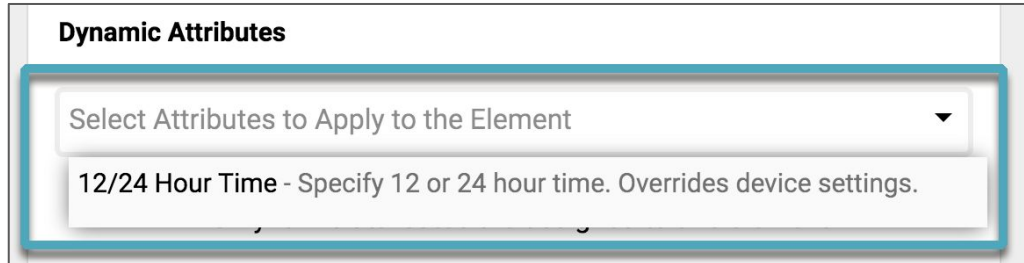 Dynamic Attributes
Select Attributes to Apply to the Element
12/24 Hour Time - Specify 12 or 24 hour time. Overrides device settings.